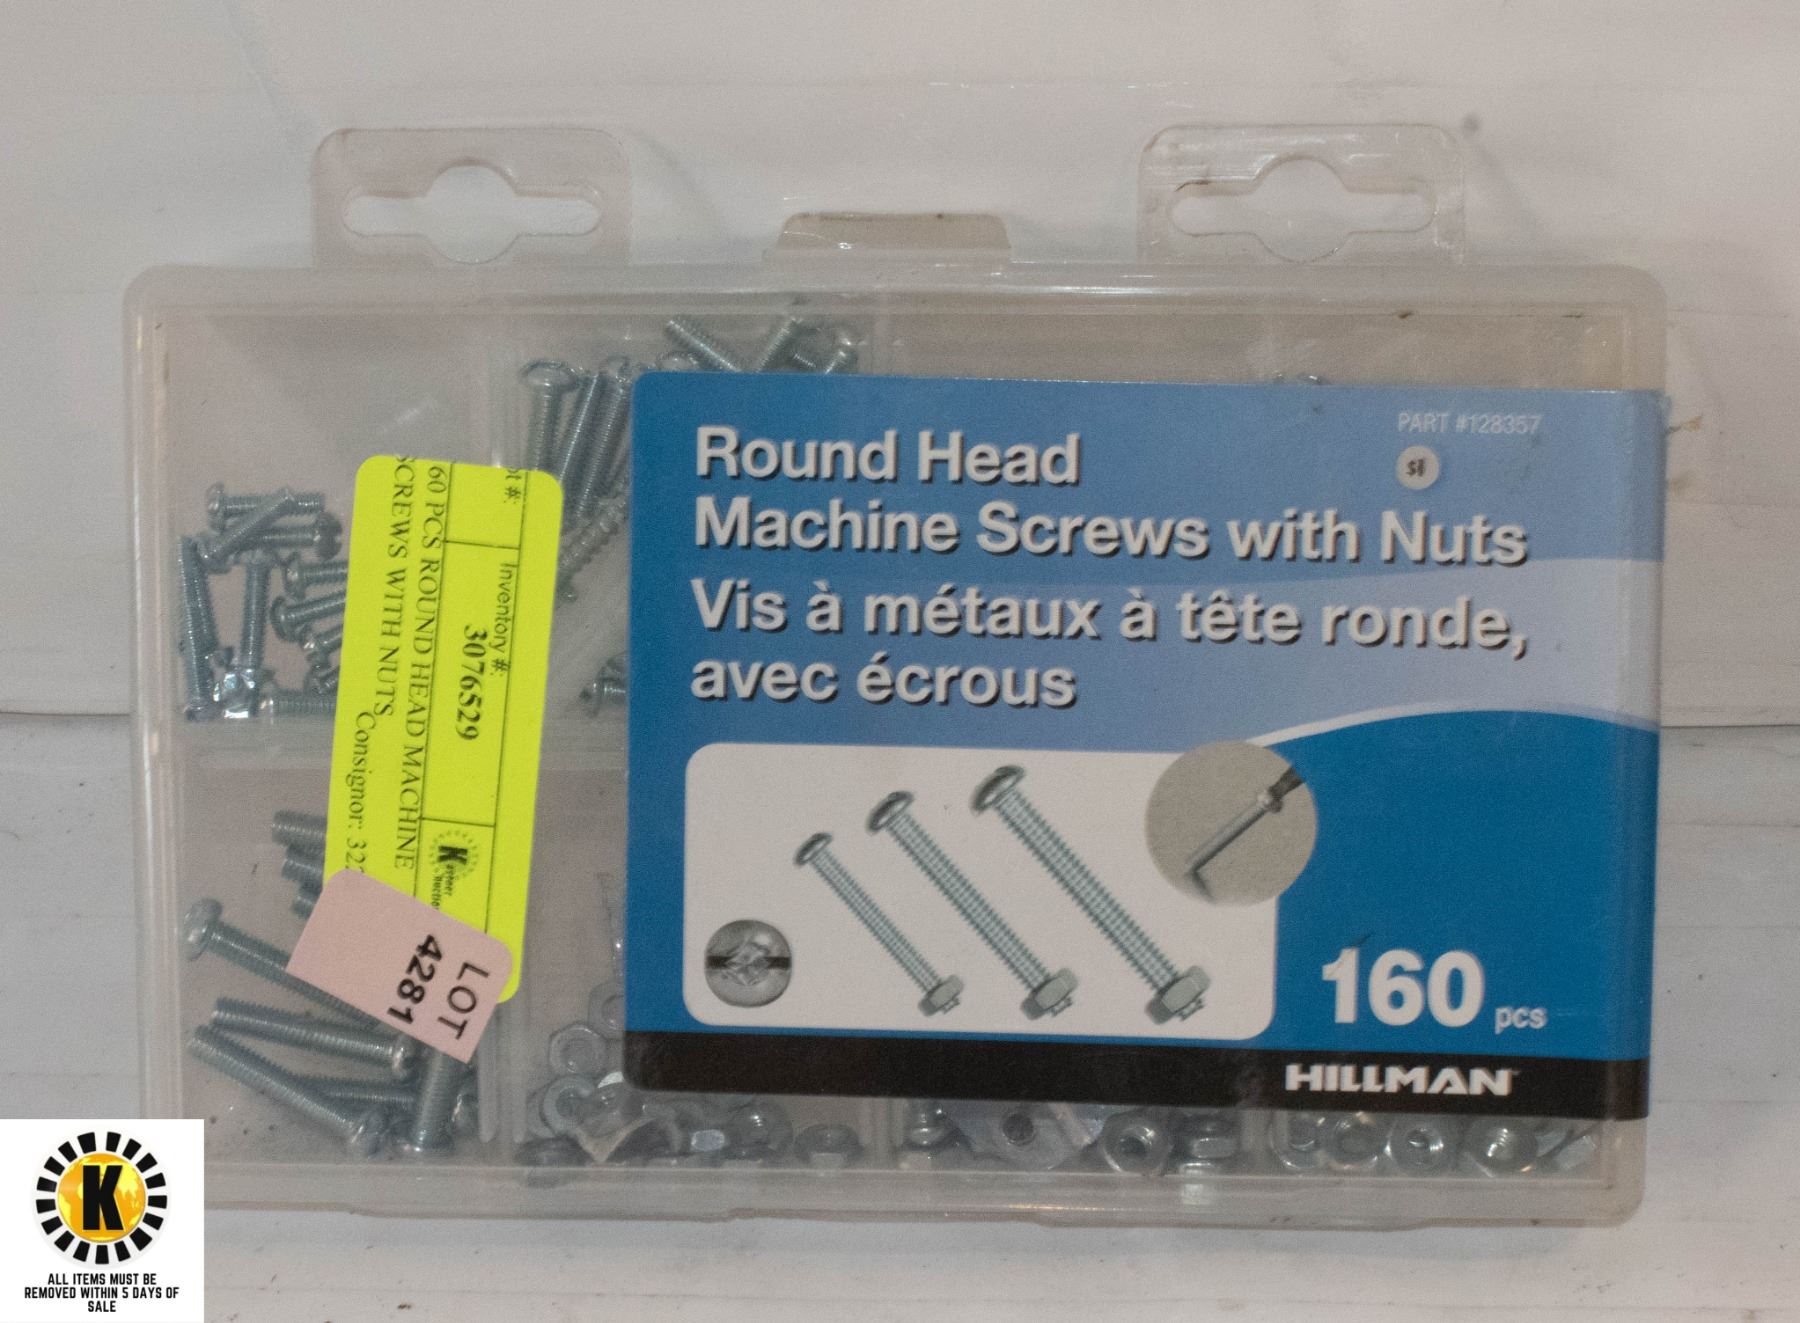 PART #128357
Round Head
Machine Screws with Nuts
Vis à métaux à tête ronde,
avec écrous
160 pcs
HILLMAN
ot #:
Inventory #:
3076529
60 PCS ROUND HEAD MACHINE
SCREWS WITH NUTS
Consignor: 32
LOT
4281
K
ALL ITEMS MUST BE
REMOVED WITHIN 5 DAYS OF
SALE